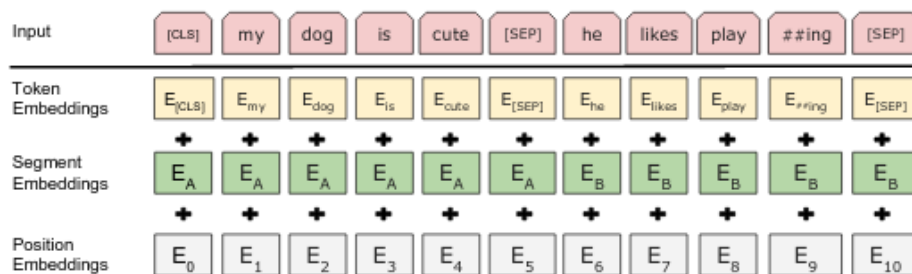 Input [CLS] my dog is cute [SEP] he likes play ##ing [SEP]
Token
Embeddings E[CLS] Emy Edog Eis Ecute E[SEP] Ehe Elikes Eplay E##ing E[SEP]
+ + + + + + + + + + +
Segment
Embeddings EA EA EA EA EA EA EB EB EB EB EB
+ + + + + + + + + + +
Position
Embeddings E0 E1 E2 E3 E4 E5 E6 E7 E8 E9 E10